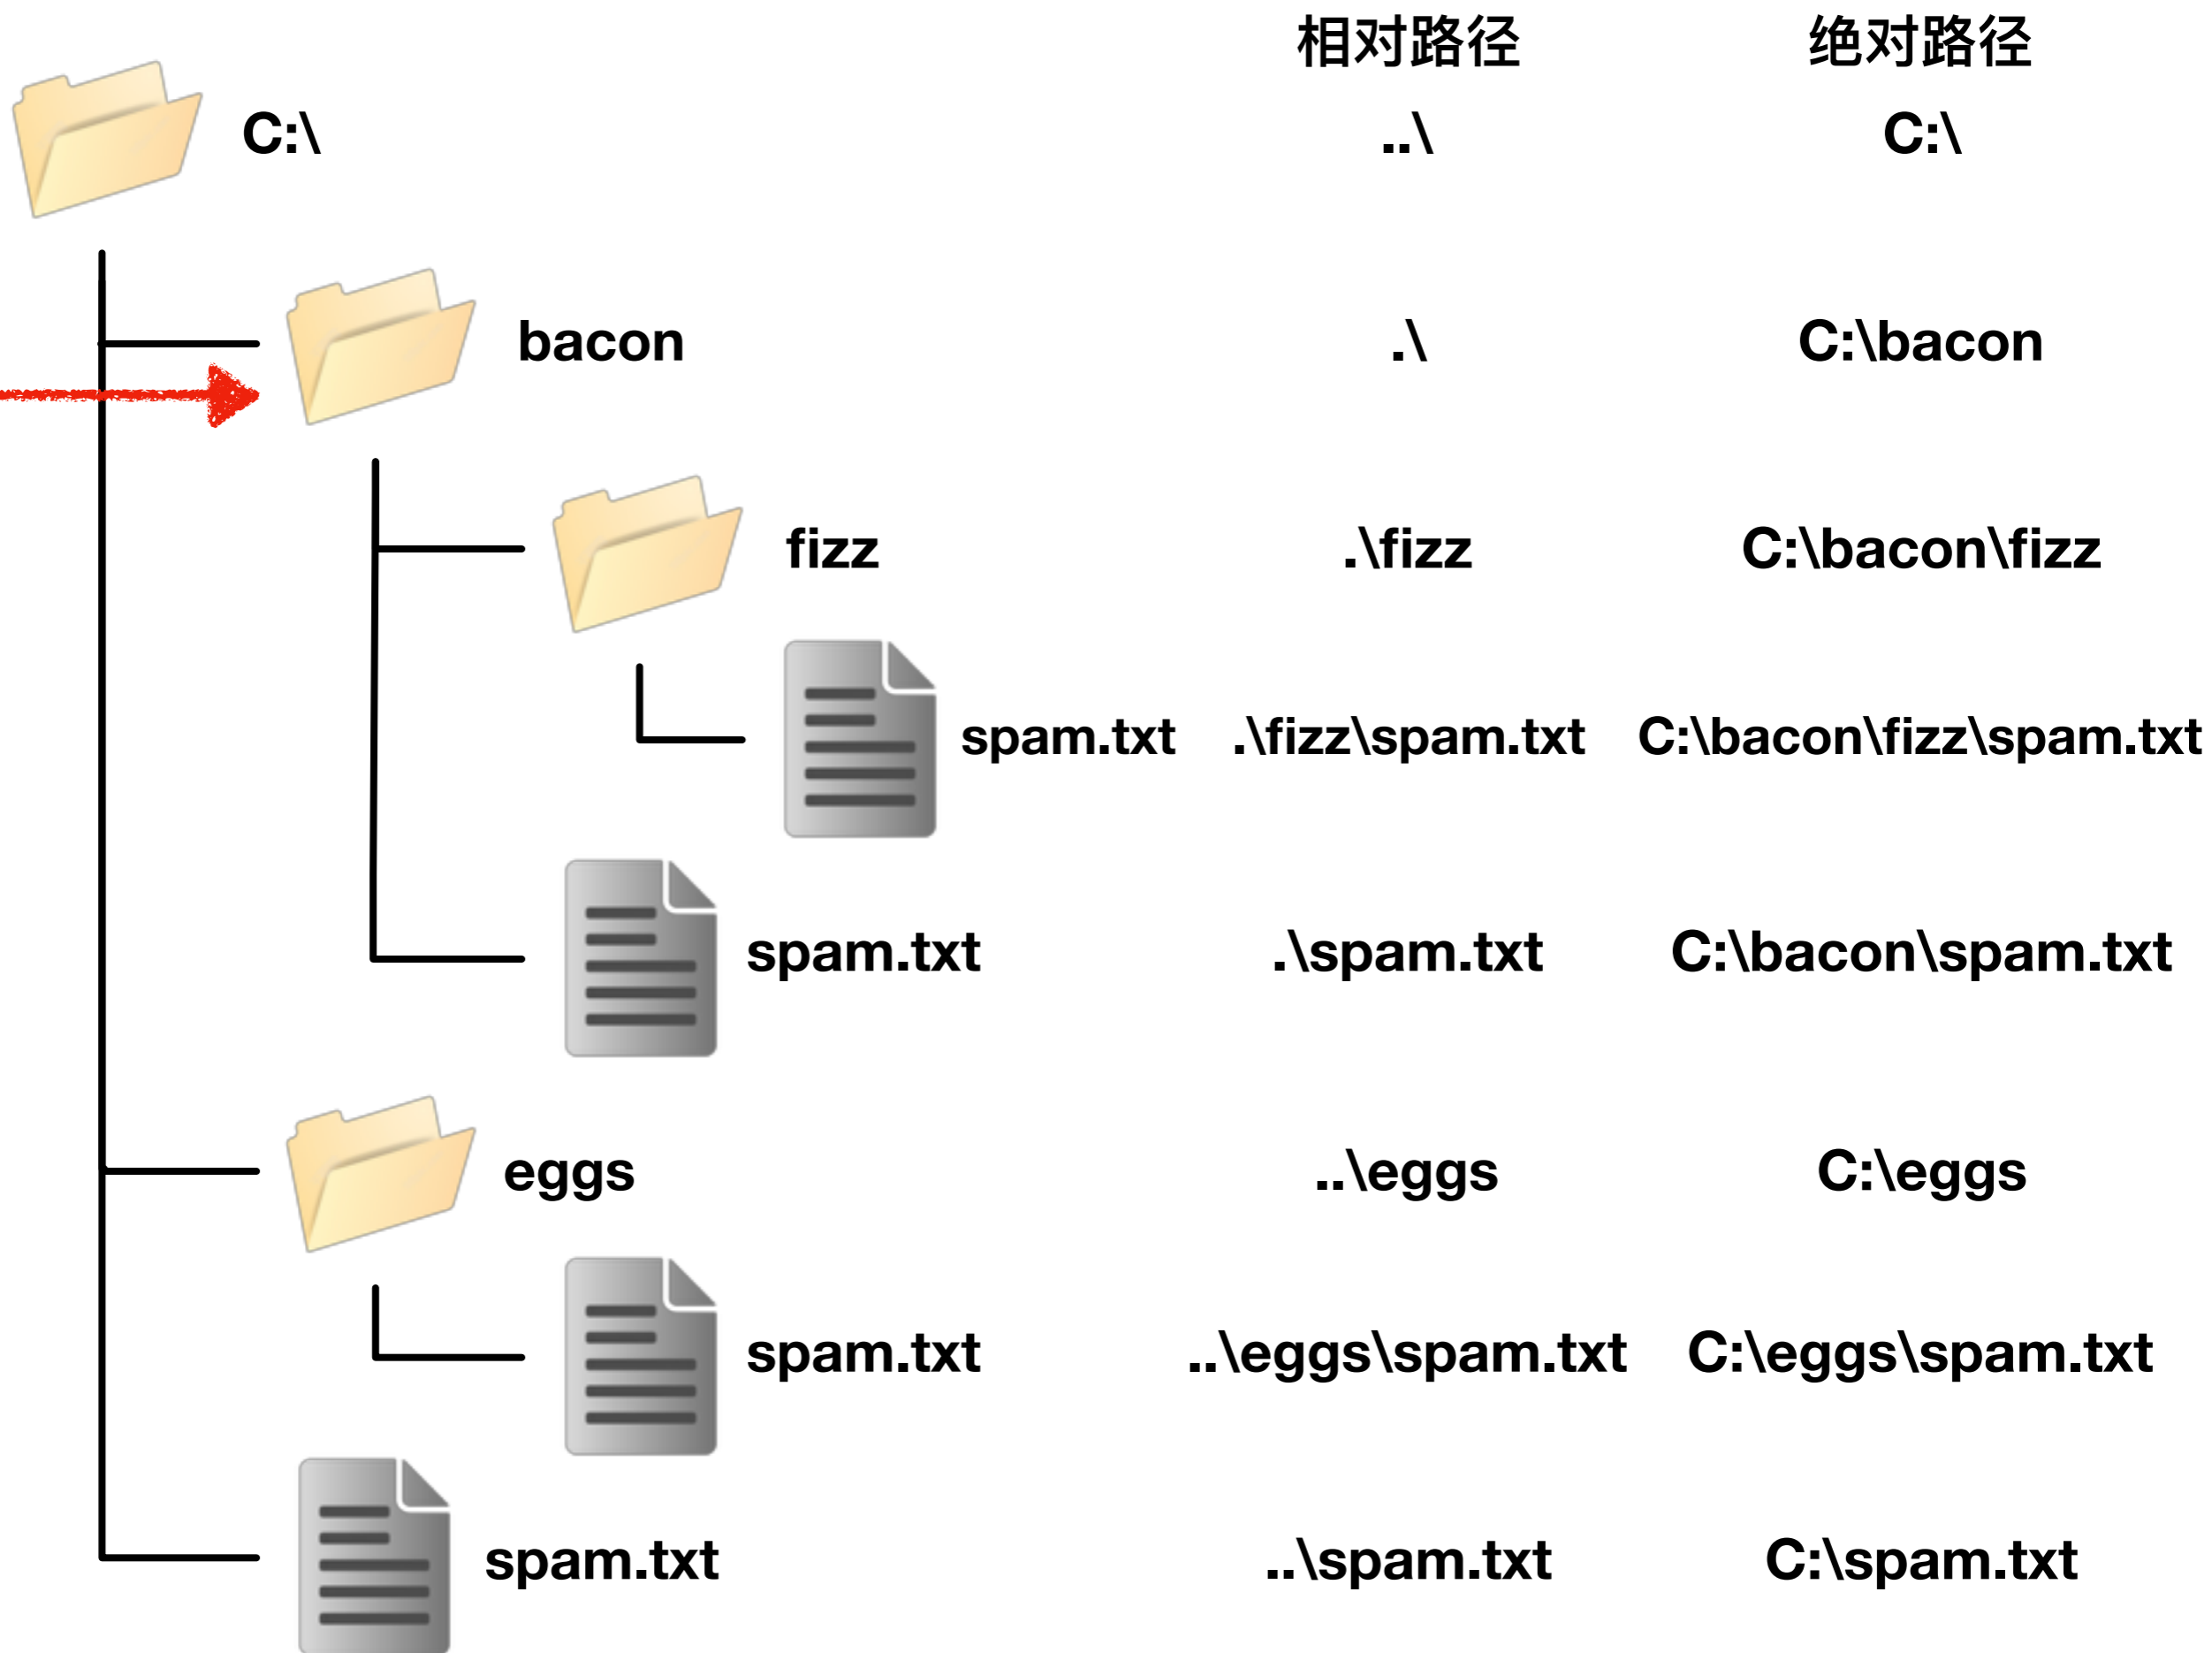 相对路径 绝对路径
C:\ ..\ C:\
bacon .\ C:\bacon
fizz .\fizz C:\bacon\fizz
spam.txt .\fizz\spam.txt C:\bacon\fizz\spam.txt
spam.txt .\spam.txt C:\bacon\spam.txt
eggs ..\eggs C:\eggs
spam.txt ..\eggs\spam.txt C:\eggs\spam.txt
spam.txt ..\spam.txt C:\spam.txt